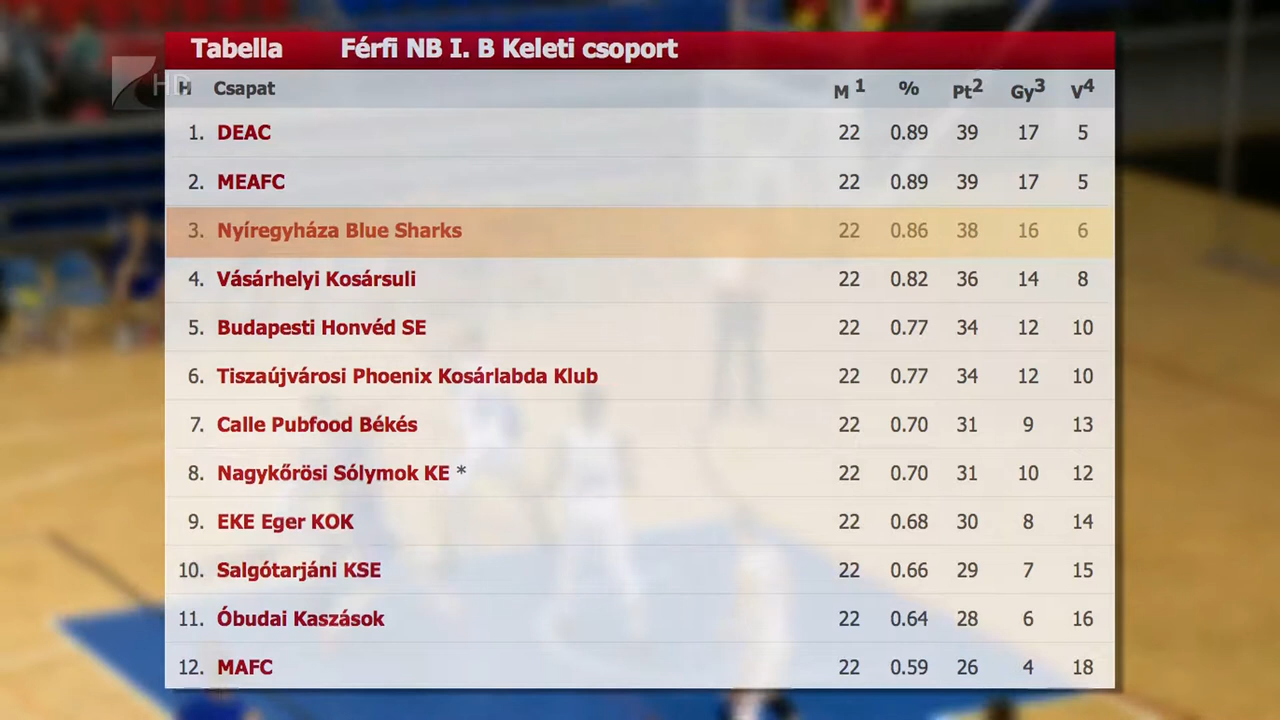 Tabella Férfi NB I. B Keleti csoport
HD
H Csapat M 1 % Pt2 Gy3 V4
1. DEAC 22 0.89 39 17 5
2. MEAFC 22 0.89 39 17 5
3. Nyíregyháza Blue Sharks 22 0.86 38 16 6
4. Vásárhelyi Kosársuli 22 0.82 36 14 8
5. Budapesti Honvéd SE 22 0.77 34 12 10
6. Tiszaújvárosi Phoenix Kosárlabda Klub 22 0.77 34 12 10
7. Calle Pubfood Békés 22 0.70 31 9 13
8. Nagykőrösi Sólymok KE * 22 0.70 31 10 12
9. EKE Eger KOK 22 0.68 30 8 14
10. Salgótarjáni KSE 22 0.66 29 7 15
11. Óbudai Kaszások 22 0.64 28 6 16
12. MAFC 22 0.59 26 4 18